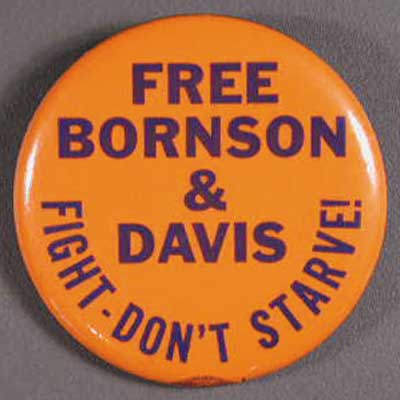 FREE
BORNSON
&
DAVIS
FIGHT-DON'T STARVE!